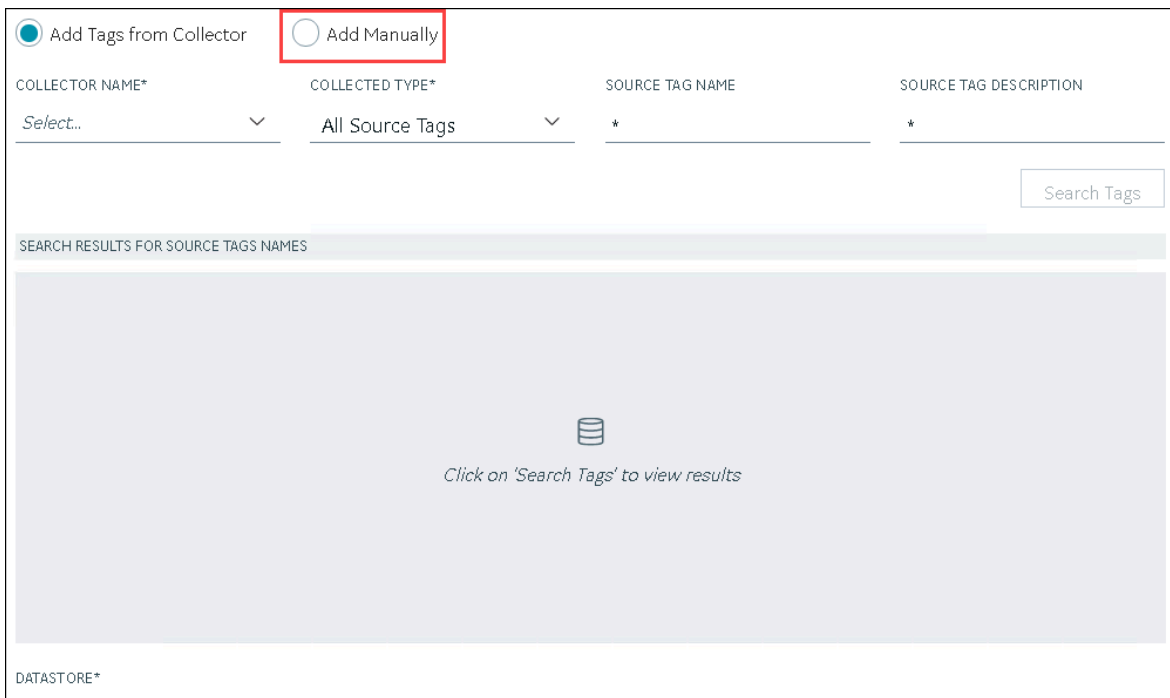 Add Tags from Collector Add Manually
COLLECTOR NAME* COLLECTED TYPE* SOURCE TAG NAME SOURCE TAG DESCRIPTION
Select... All Source Tags * *
Search Tags
SEARCH RESULTS FOR SOURCE TAGS NAMES
Click on 'Search Tags' to view results
DATASTORE*